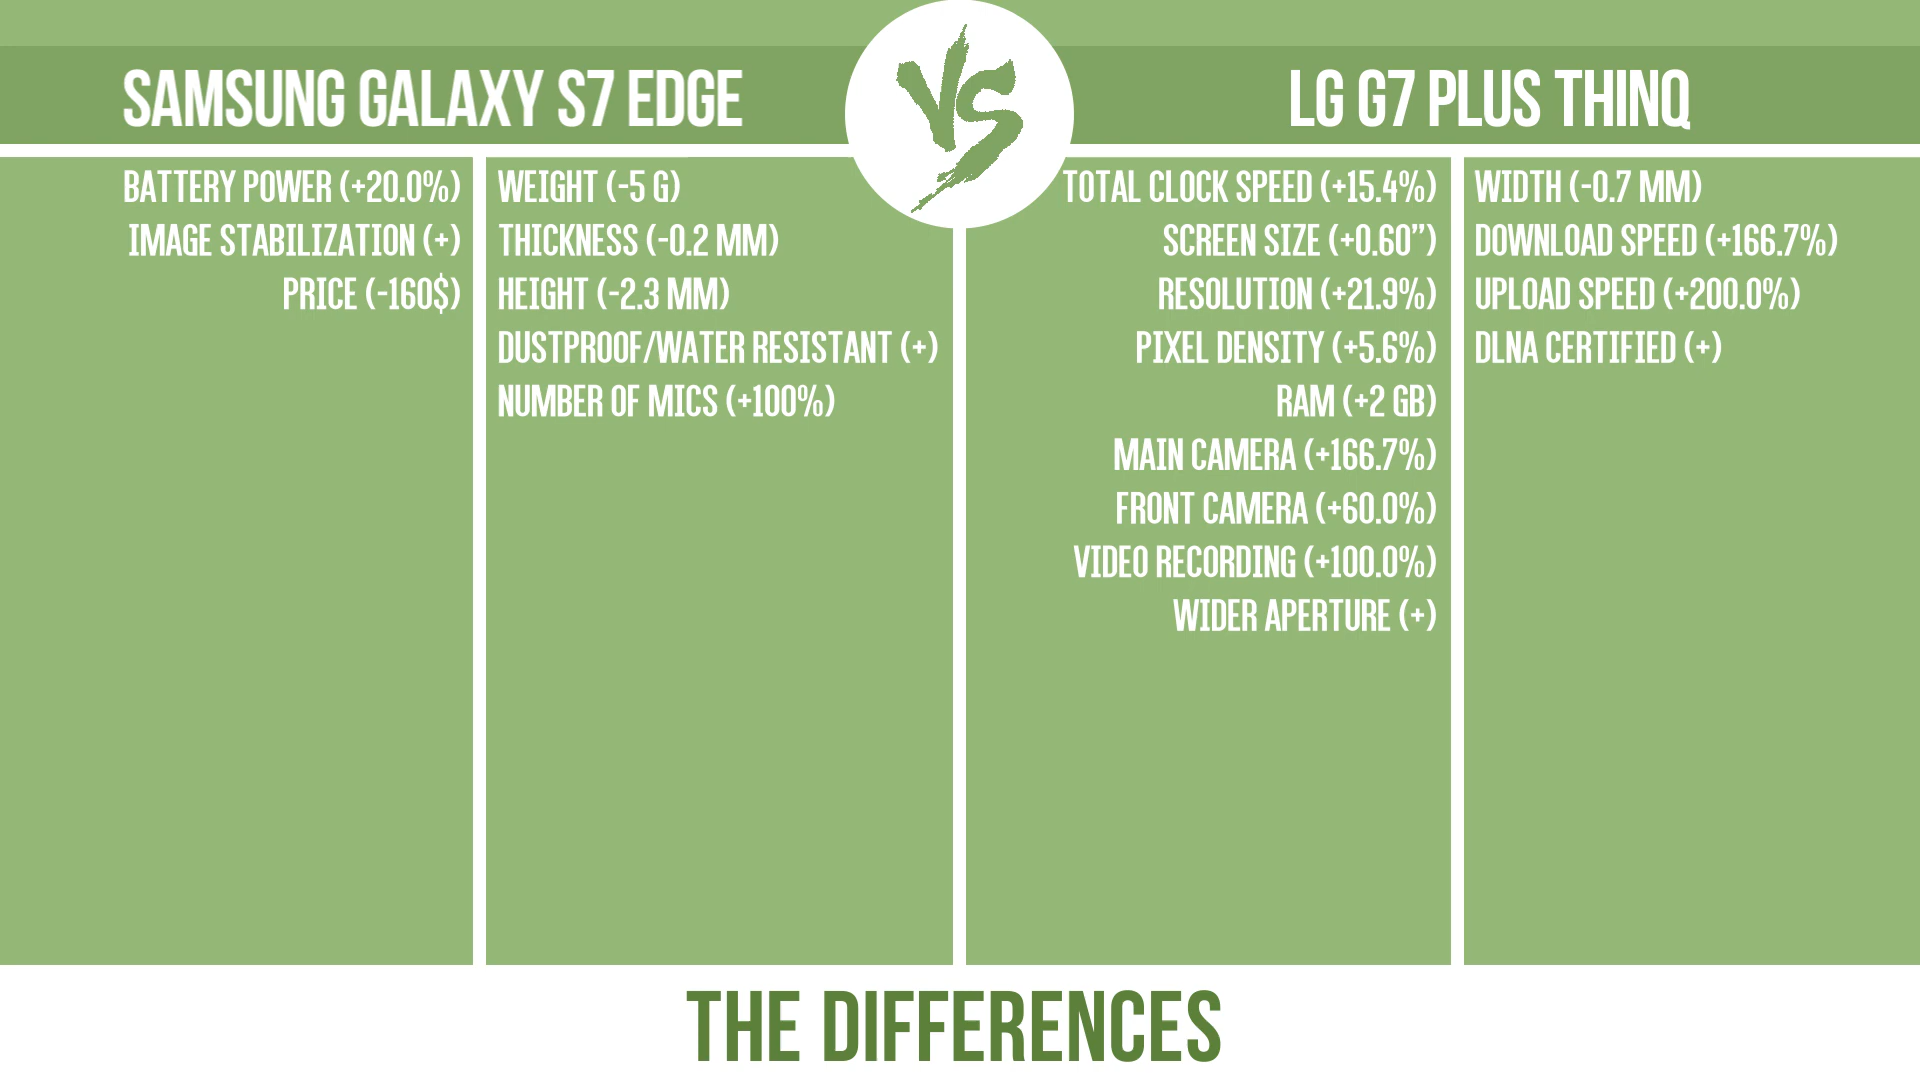 SAMSUNG GALAXY S7 EDGE
VS
LG G7 PLUS THINQ
BATTERY POWER (+20.0%)
IMAGE STABILIZATION (+)
PRICE (-160$)
WEIGHT (-5 G)
THICKNESS (-0.2 MM)
HEIGHT (-2.3 MM)
DUSTPROOF/WATER RESISTANT (+)
NUMBER OF MICS (+100%)
TOTAL CLOCK SPEED (+15.4%)
SCREEN SIZE (+0.60”)
RESOLUTION (+21.9%)
PIXEL DENSITY (+5.6%)
RAM (+2 GB)
MAIN CAMERA (+166.7%)
FRONT CAMERA (+60.0%)
VIDEO RECORDING (+100.0%)
WIDER APERTURE (+)
WIDTH (-0.7 MM)
DOWNLOAD SPEED (+166.7%)
UPLOAD SPEED (+200.0%)
DLNA CERTIFIED (+)
THE DIFFERENCES